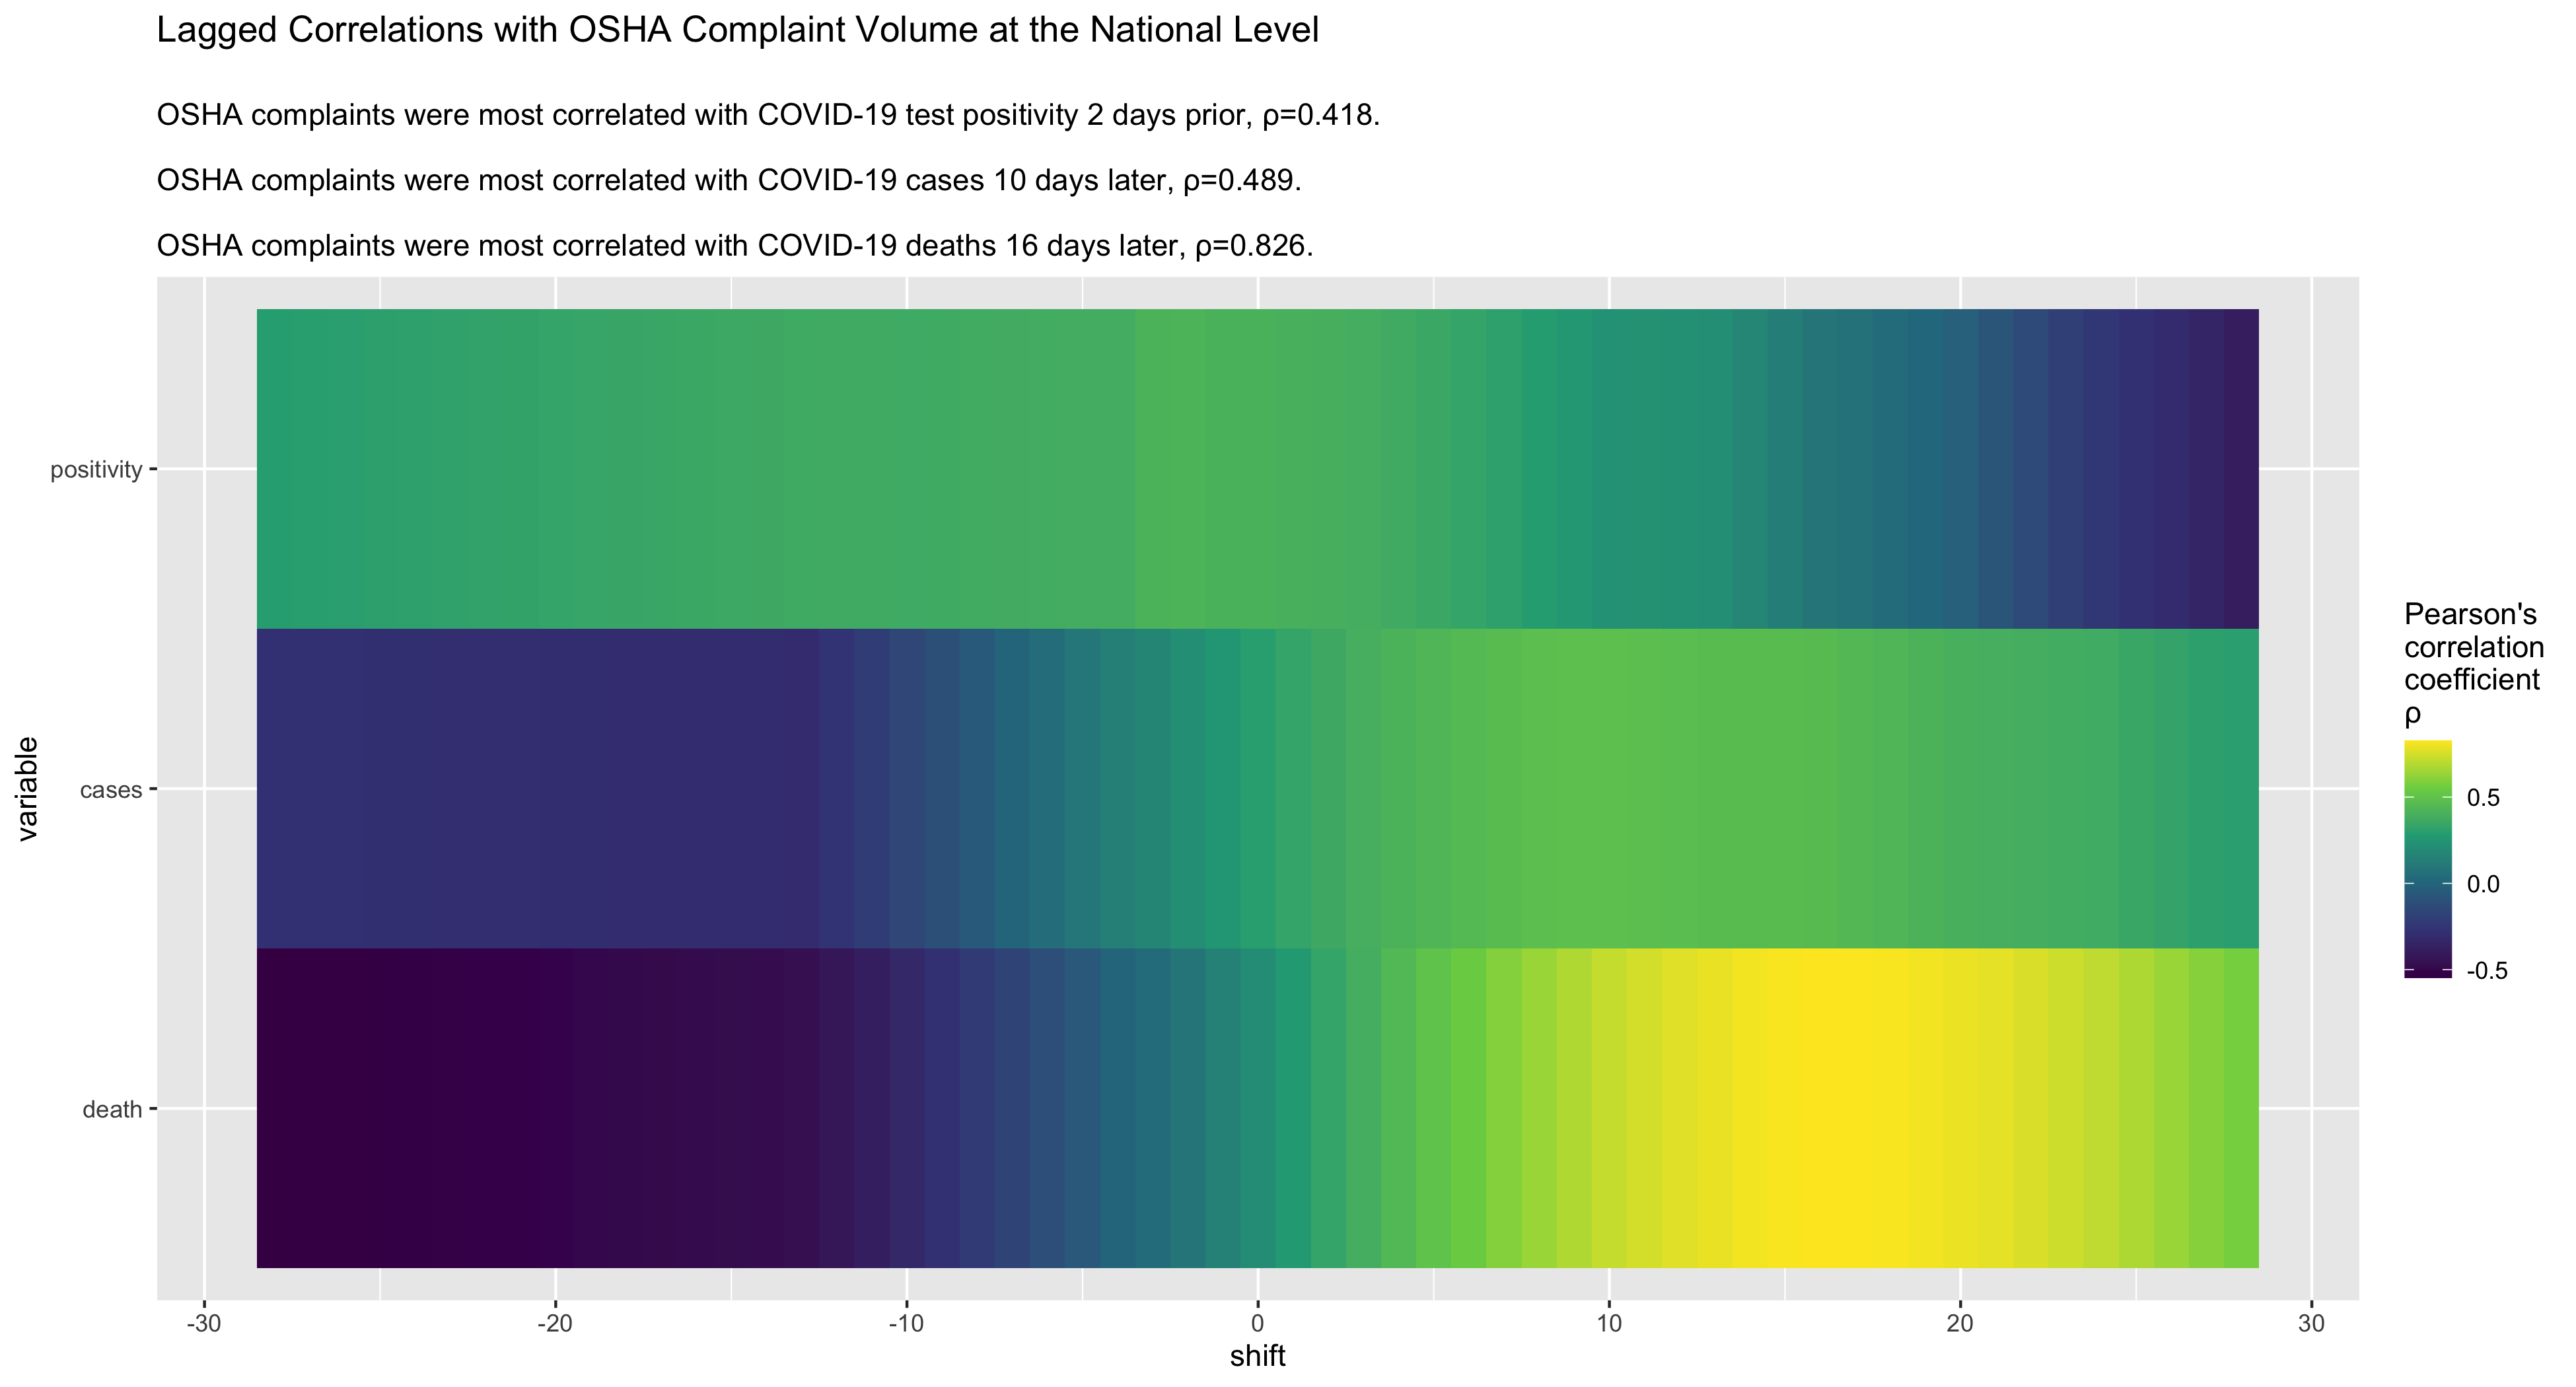 Lagged Correlations with OSHA Complaint Volume at the National Level
OSHA complaints were most correlated with COVID-19 test positivity 2 days prior, ρ=0.418.
OSHA complaints were most correlated with COVID-19 cases 10 days later, ρ=0.489.
OSHA complaints were most correlated with COVID-19 deaths 16 days later, ρ=0.826.
variable
positivity
cases
death
-30
-20
-10
0
10
20
30
shift
Pearson's
correlation
coefficient
ρ
0.5
0.0
-0.5